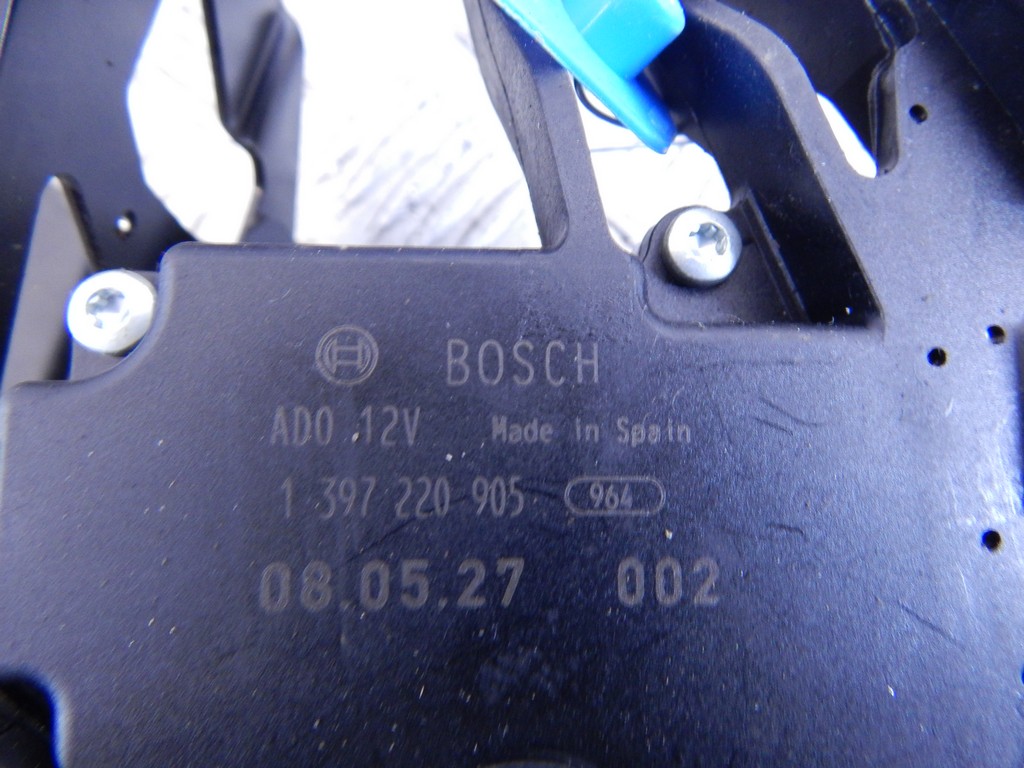 BOSCH
ADO 12V Made in Spain
1 397 220 905 964
08.05.27 002